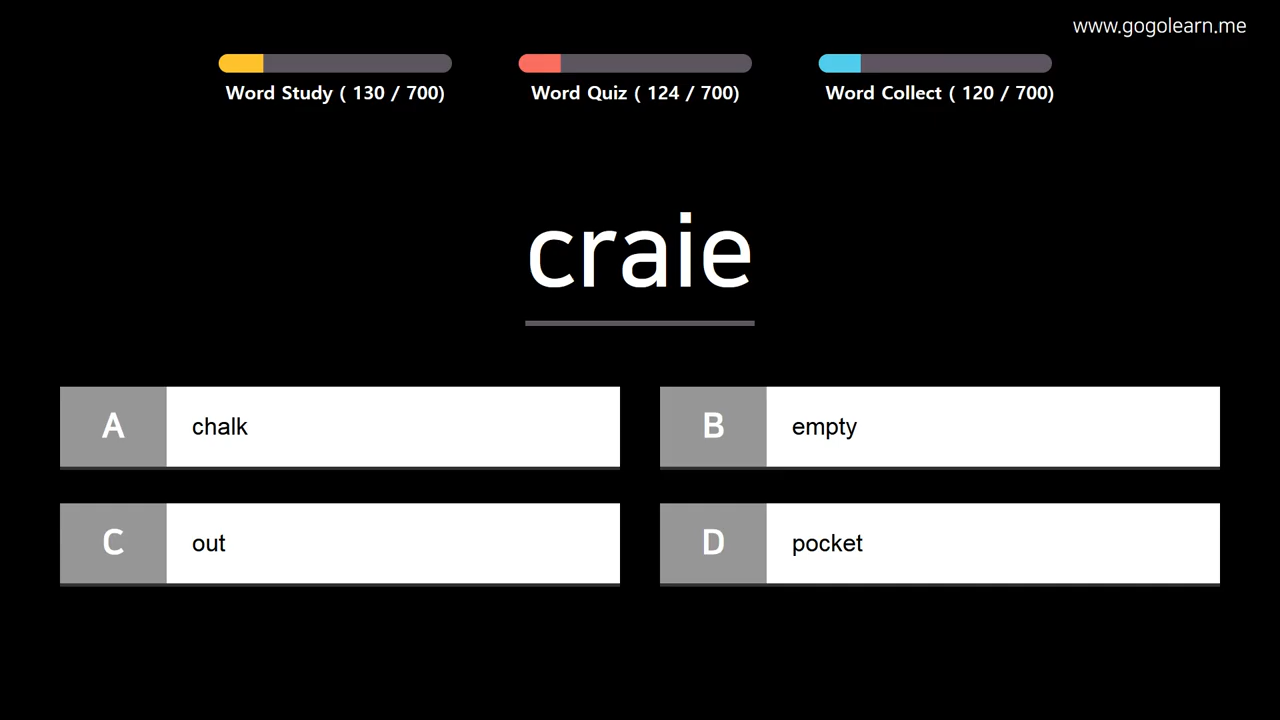 www.gogolearn.me
Word Study ( 130 / 700)
Word Quiz ( 124 / 700)
Word Collect ( 120 / 700)
craie
A chalk
B empty
C out
D pocket